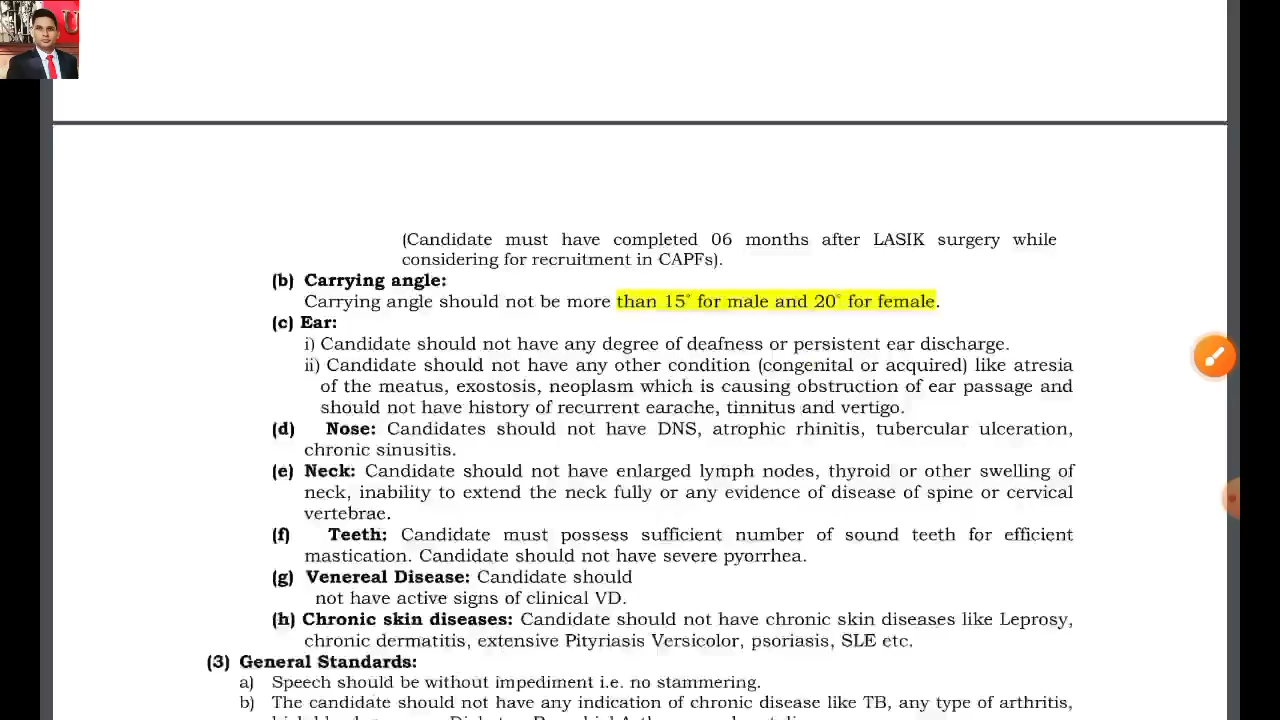 U
(Candidate must have completed 06 months after LASIK surgery while
considering for recruitment in CAPFs).
(b) Carrying angle:
Carrying angle should not be more than 15° for male and 20° for female.
(c) Ear:
i) Candidate should not have any degree of deafness or persistent ear discharge.
ii) Candidate should not have any other condition (congenital or acquired) like atresia
of the meatus, exostosis, neoplasm which is causing obstruction of ear passage and
should not have history of recurrent earache, tinnitus and vertigo.
(d) Nose: Candidates should not have DNS, atrophic rhinitis, tubercular ulceration,
chronic sinusitis.
(e) Neck: Candidate should not have enlarged lymph nodes, thyroid or other swelling of
neck, inability to extend the neck fully or any evidence of disease of spine or cervical
vertebrae.
(f) Teeth: Candidate must possess sufficient number of sound teeth for efficient
mastication. Candidate should not have severe pyorrhea.
(g) Venereal Disease: Candidate should
not have active signs of clinical VD.
(h) Chronic skin diseases: Candidate should not have chronic skin diseases like Leprosy,
chronic dermatitis, extensive Pityriasis Versicolor, psoriasis, SLE etc.
(3) General Standards:
a) Speech should be without impediment i.e. no stammering.
b) The candidate should not have any indication of chronic disease like TB, any type of arthritis,